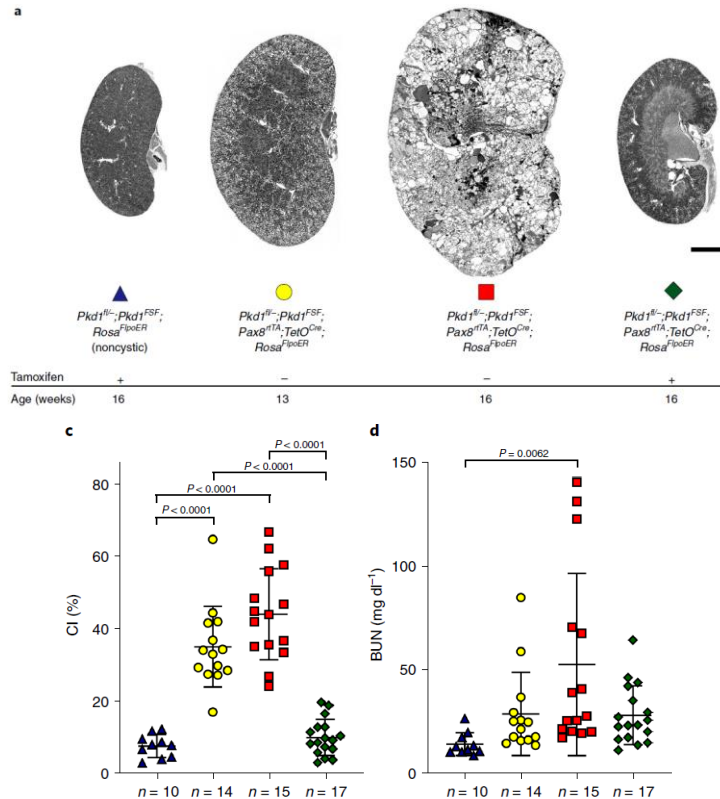 a
Pkd1fl/−;Pkd1FSF;
RosaFlpoER
(noncystic)
Pkd1fl/−;Pkd1FSF;
Pax8rtTA;TetOCre;
RosaFlpoER
Pkd1fl/−;Pkd1FSF;
Pax8rtTA;TetOCre;
RosaFlpoER
Pkd1fl/−;Pkd1FSF;
Pax8rtTA;TetOCre;
RosaFlpoER
Tamoxifen + − − +
Age (weeks) 16 13 16 16
c
P < 0.0001
P < 0.0001
P < 0.0001
P < 0.0001
CI (%)
80
60
40
20
0
n = 10 n = 14 n = 15 n = 17
d
P = 0.0062
BUN (mg dl−1)
150
100
50
0
n = 10 n = 14 n = 15 n = 17